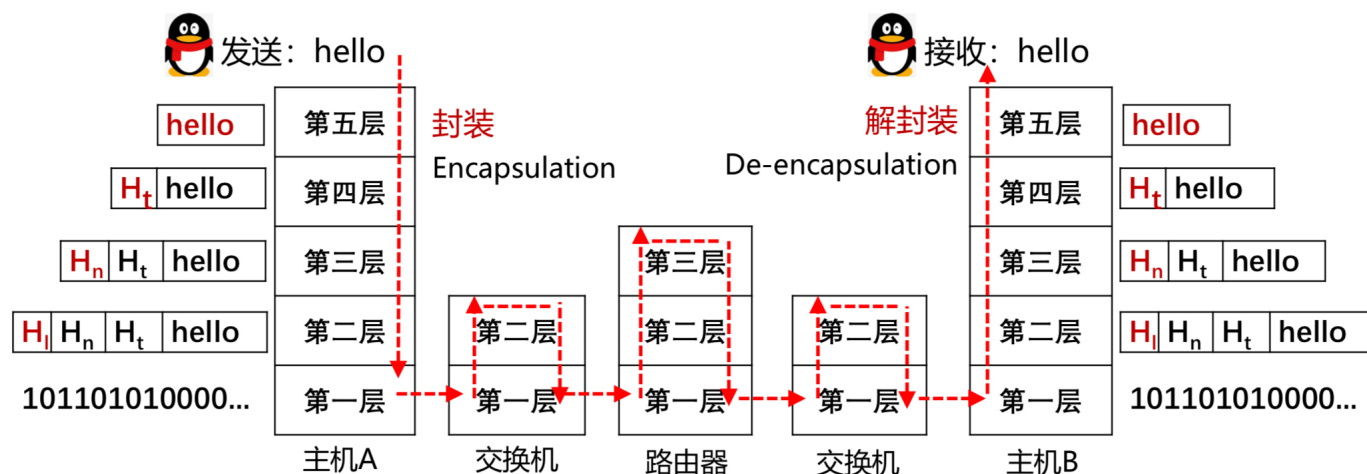 发送：hello
接收：hello
hello
第五层
封装
解封装
第五层
hello
Encapsulation
De-encapsulation
Ht hello
第四层
第四层
Ht hello
Hn Ht hello
第三层
第三层
第三层
Hn Ht hello
Hl Hn Ht hello
第二层
第二层
第二层
第二层
第二层
Hl Hn Ht hello
101101010000...
第一层
第一层
第一层
第一层
第一层
101101010000...
主机A
交换机
路由器
交换机
主机B